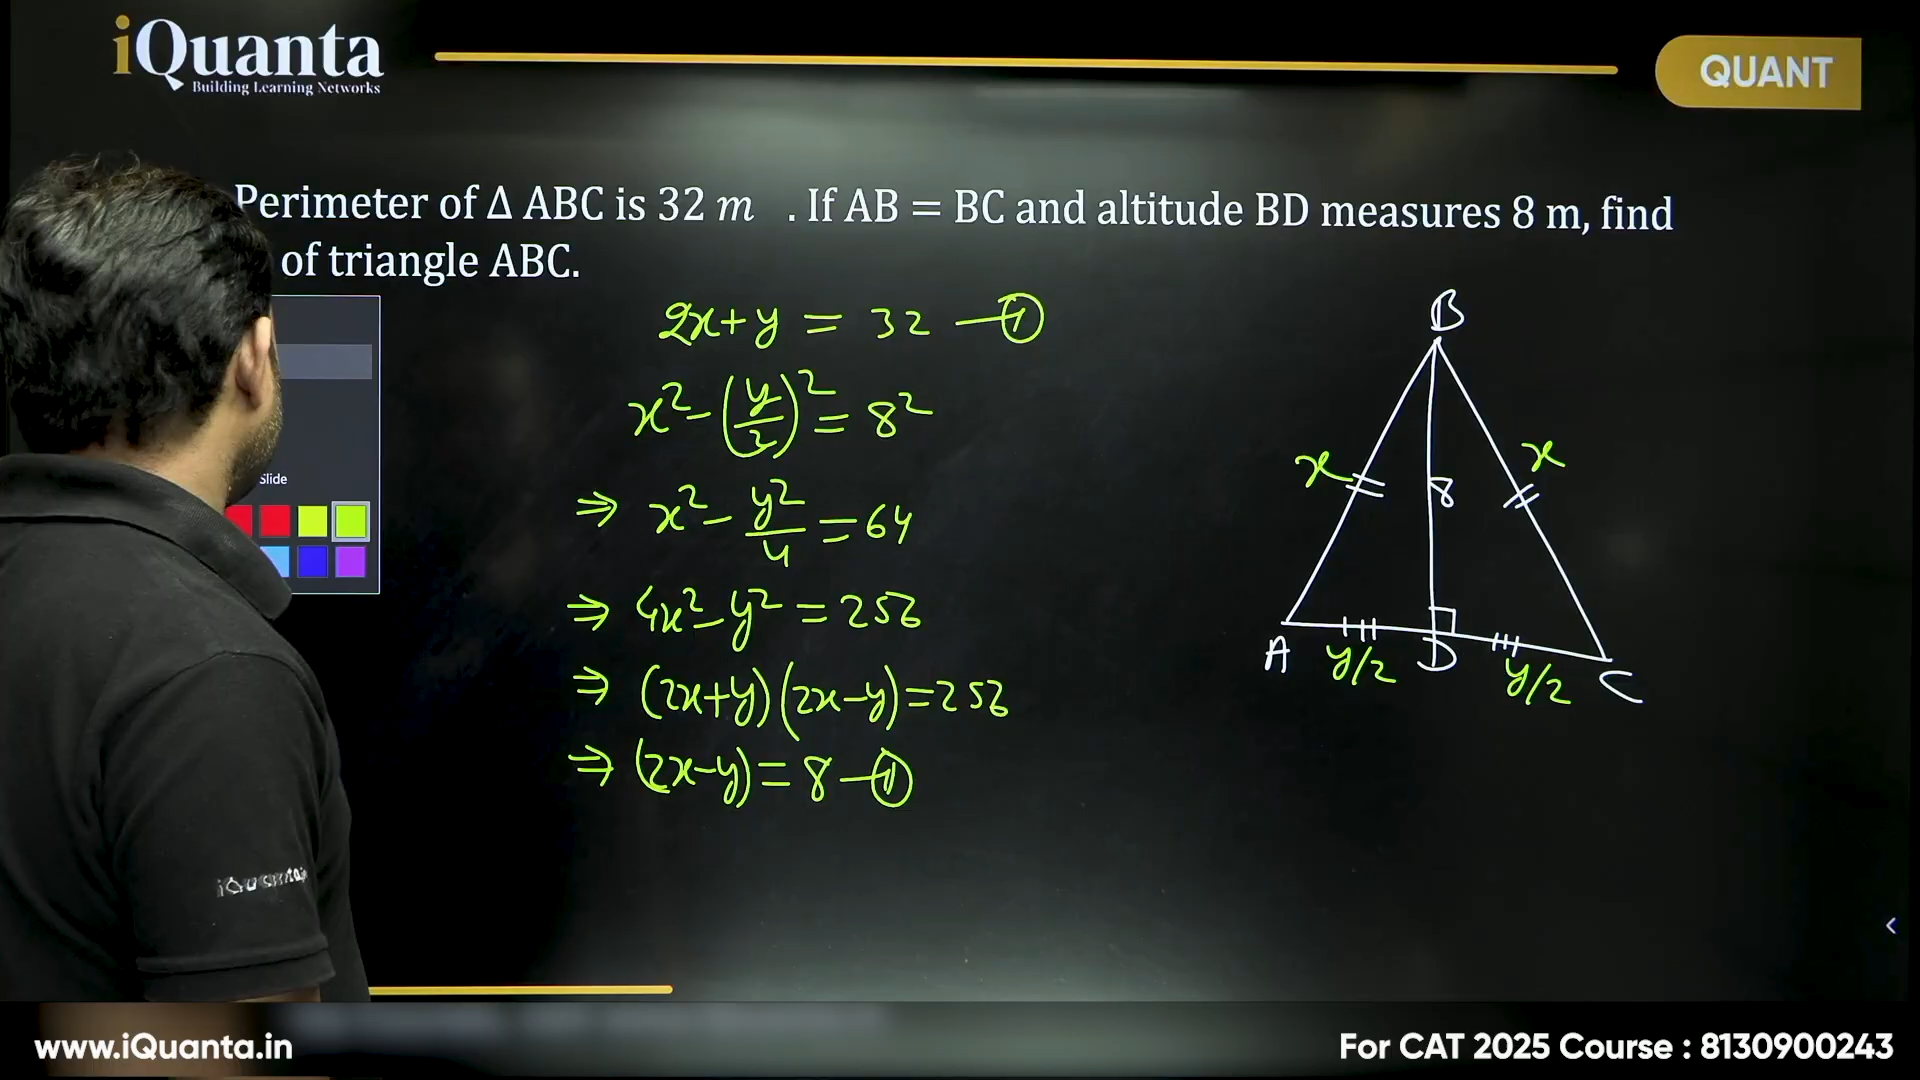 iQuanta
Building Learning Networks
QUANT
Perimeter of Δ ABC is 32 m . If AB = BC and altitude BD measures 8 m, find
of triangle ABC.
2x+y = 32 —①
x² - (y/2)² = 8²
⇒ x² - y²/4 = 64
⇒ 4x² - y² = 256
⇒ (2x+y)(2x-y) = 256
⇒ (2x-y) = 8 —①
B
x
x
8
A
y/2
D
y/2
C
Slide
iQuanta
www.iQuanta.in
For CAT 2025 Course : 8130900243